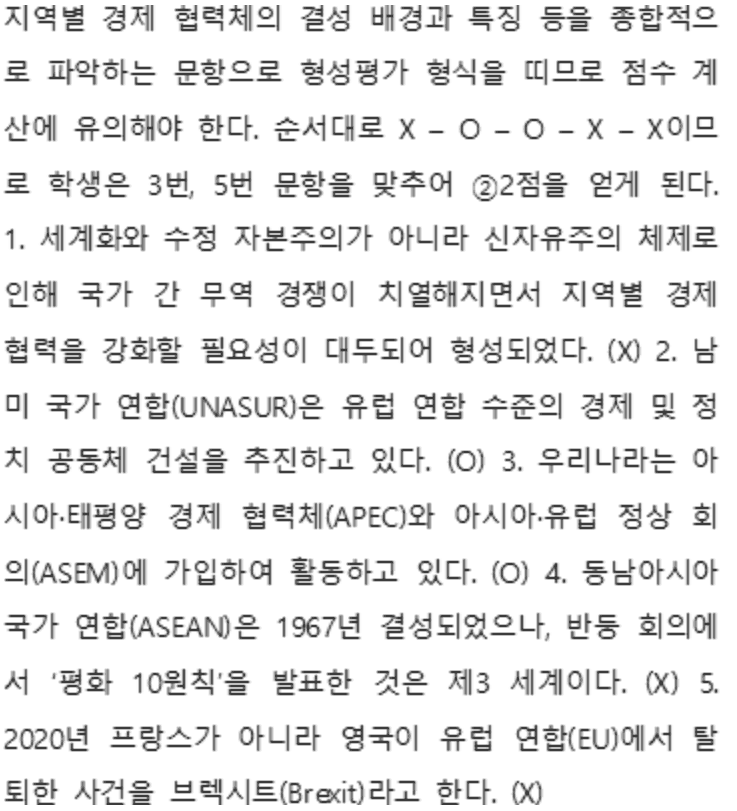 지역별 경제 협력체의 결성 배경과 특징 등을 종합적으
로 파악하는 문항으로 형성평가 형식을 띠므로 점수 계
산에 유의해야 한다. 순서대로 X – O – O – X – X이므
로 학생은 3번, 5번 문항을 맞추어 ②2점을 얻게 된다.
1. 세계화와 수정 자본주의가 아니라 신자유주의 체제로
인해 국가 간 무역 경쟁이 치열해지면서 지역별 경제
협력을 강화할 필요성이 대두되어 형성되었다. (X) 2. 남
미 국가 연합(UNASUR)은 유럽 연합 수준의 경제 및 정
치 공동체 건설을 추진하고 있다. (O) 3. 우리나라는 아
시아·태평양 경제 협력체(APEC)와 아시아·유럽 정상 회
의(ASEM)에 가입하여 활동하고 있다. (O) 4. 동남아시아
국가 연합(ASEAN)은 1967년 결성되었으나, 반둥 회의에
서 '평화 10원칙'을 발표한 것은 제3 세계이다. (X) 5.
2020년 프랑스가 아니라 영국이 유럽 연합(EU)에서 탈
퇴한 사건을 브렉시트(Brexit)라고 한다. (X)